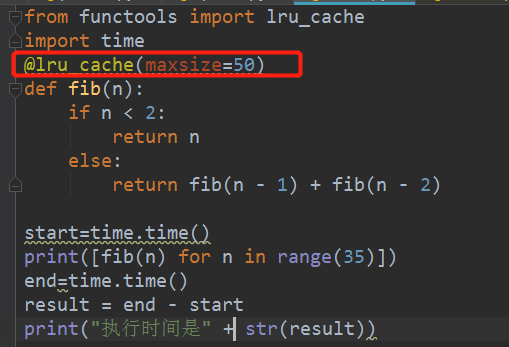 from functools import lru_cache
import time
@lru_cache(maxsize=50)
def fib(n):
    if n < 2:
        return n
    else:
        return fib(n - 1) + fib(n - 2)
start=time.time()
print([fib(n) for n in range(35)])
end=time.time()
result = end - start
print("执行时间是" + str(result))